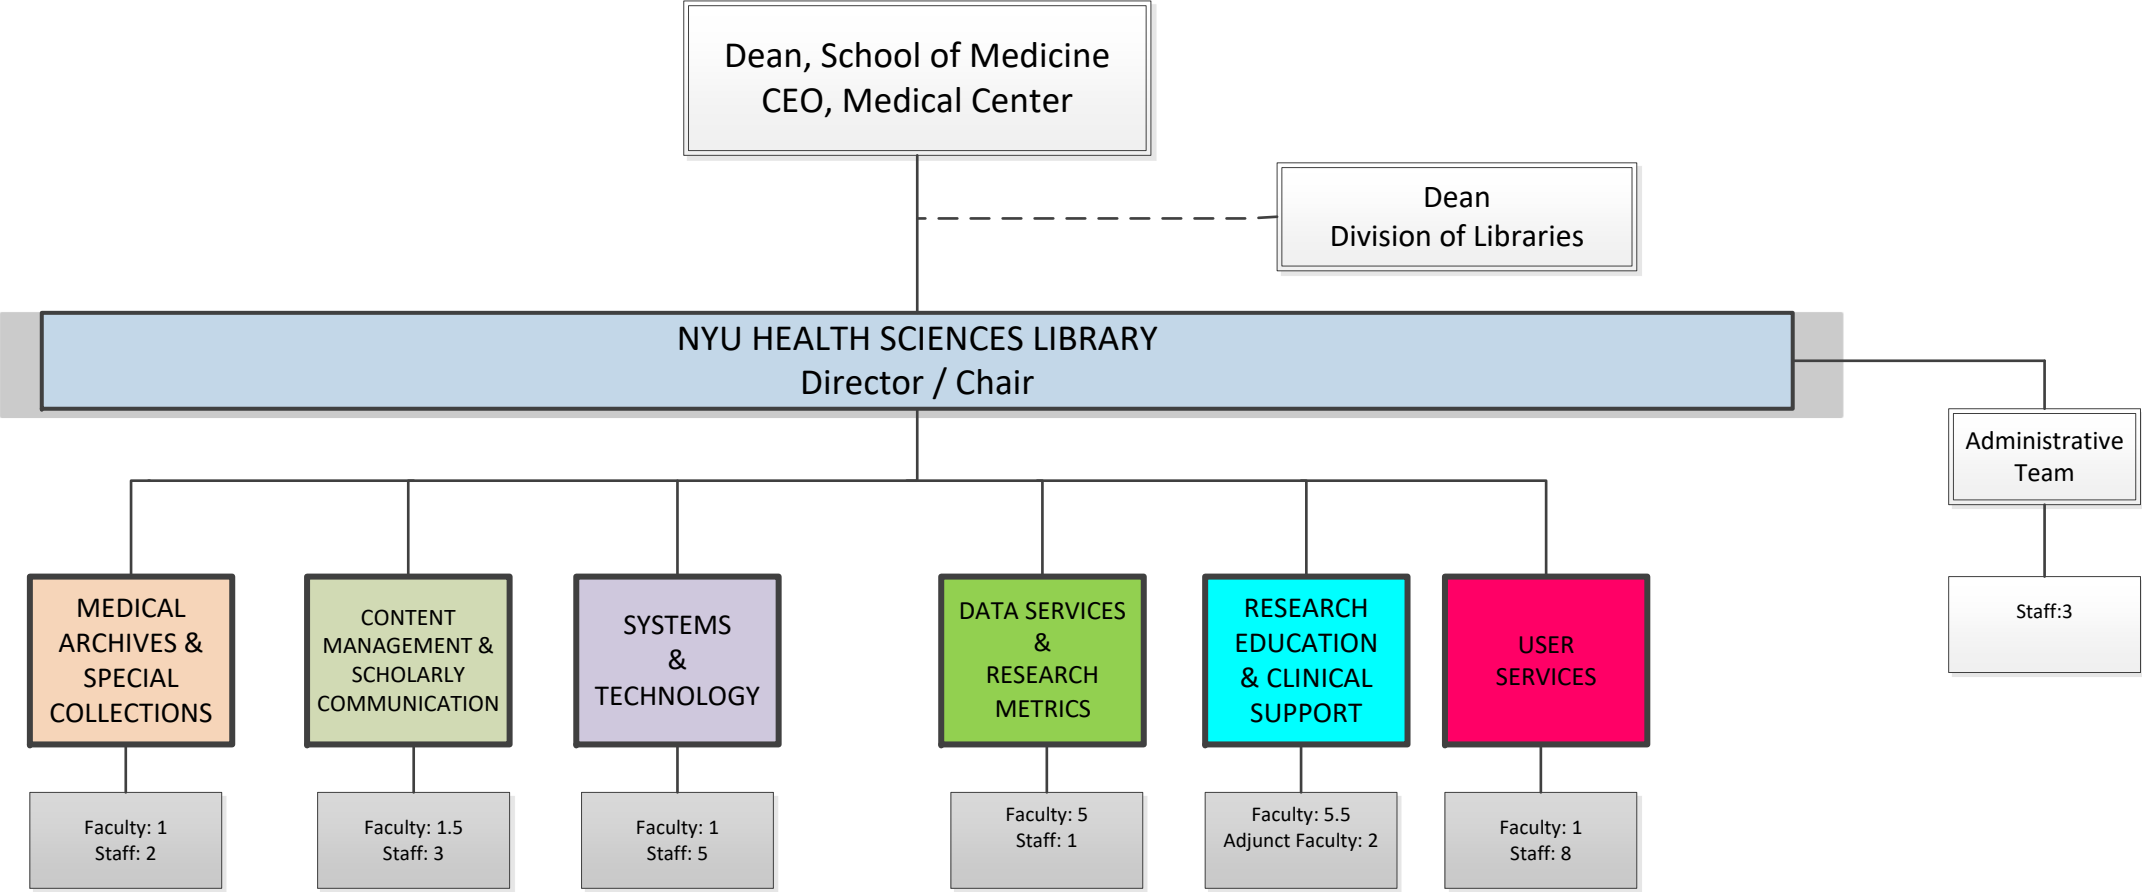 Dean, School of Medicine
CEO, Medical Center
Dean
Division of Libraries
NYU HEALTH SCIENCES LIBRARY
Director / Chair
Administrative
Team
Staff:3
MEDICAL
ARCHIVES &
SPECIAL
COLLECTIONS
CONTENT
MANAGEMENT &
SCHOLARLY
COMMUNICATION
SYSTEMS
&
TECHNOLOGY
DATA SERVICES
&
RESEARCH
METRICS
RESEARCH
EDUCATION
& CLINICAL
SUPPORT
USER
SERVICES
Faculty: 1
Staff: 2
Faculty: 1.5
Staff: 3
Faculty: 1
Staff: 5
Faculty: 5
Staff: 1
Faculty: 5.5
Adjunct Faculty: 2
Faculty: 1
Staff: 8